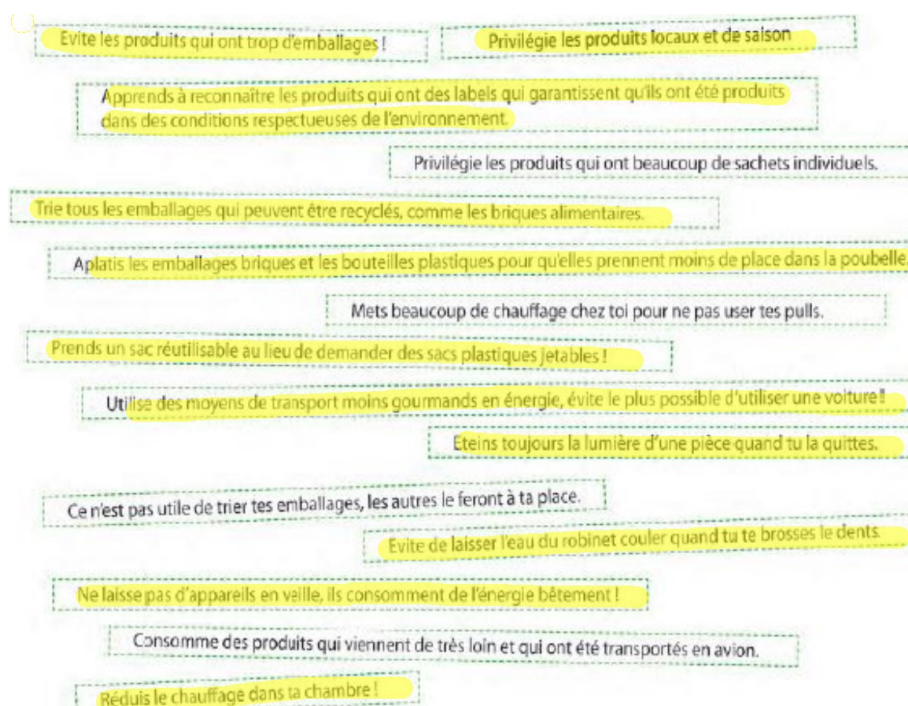 Evite les produits qui ont trop d'emballages !
Privilégie les produits locaux et de saison
Apprends à reconnaître les produits qui ont des labels qui garantissent qu'ils ont été produits
dans des conditions respectueuses de l'environnement.
Privilégie les produits qui ont beaucoup de sachets individuels.
Trie tous les emballages qui peuvent être recyclés, comme les briques alimentaires.
Aplatis les emballages briques et les bouteilles plastiques pour qu'elles prennent moins de place dans la poubelle.
Mets beaucoup de chauffage chez toi pour ne pas user tes pulls.
Prends un sac réutilisable au lieu de demander des sacs plastiques jetables !
Utilise des moyens de transport moins gourmands en énergie, évite le plus possible d'utiliser une voiture !!
Eteins toujours la lumière d'une pièce quand tu la quittes.
Ce n'est pas utile de trier tes emballages, les autres le feront à ta place.
Evite de laisser l'eau du robinet couler quand tu te brosses le dents.
Ne laisse pas d'appareils en veille, ils consomment de l'énergie bêtement !
Consomme des produits qui viennent de très loin et qui ont été transportés en avion.
Réduis le chauffage dans ta chambre !